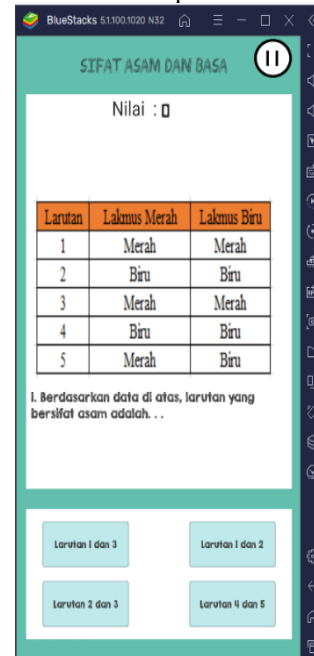 BlueStacks 5.1.100.1020 N32
SIFAT ASAM DAN BASA
Nilai : 0
Larutan Lakmus Merah Lakmus Biru
1 Merah Merah
2 Biru Biru
3 Merah Merah
4 Biru Biru
5 Merah Biru
1. Berdasarkan data di atas, larutan yang
bersifat asam adalah. . .
Larutan 1 dan 3
Larutan 1 dan 2
Larutan 2 dan 3
Larutan 4 dan 5